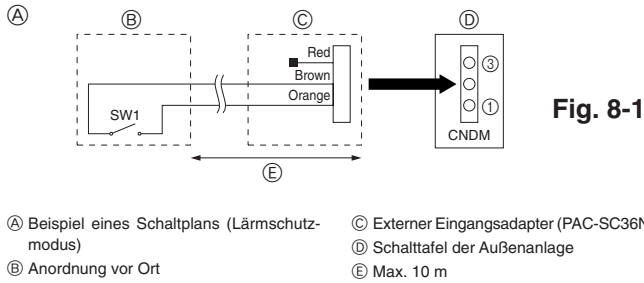 Ⓐ
Ⓑ Ⓒ Ⓓ
Red
Brown
Orange
SW1
③
①
CNDM
Ⓔ
Fig. 8-1
Ⓐ Beispiel eines Schaltplans (Lärmschutz-
modus)
Ⓑ Anordnung vor Ort
Ⓒ Externer Eingangsadapter (PAC-SC36N
Ⓓ Schalttafel der Außenanlage
Ⓔ Max. 10 m